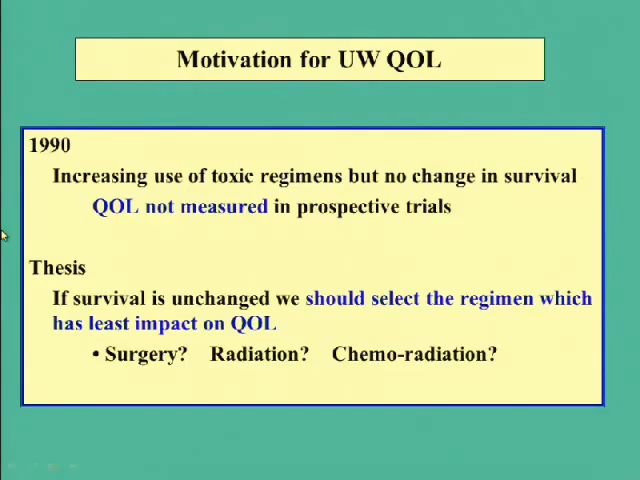 Motivation for UW QOL
1990
Increasing use of toxic regimens but no change in survival
QOL not measured in prospective trials
Thesis
If survival is unchanged we should select the regimen which
has least impact on QOL
• Surgery? Radiation? Chemo-radiation?